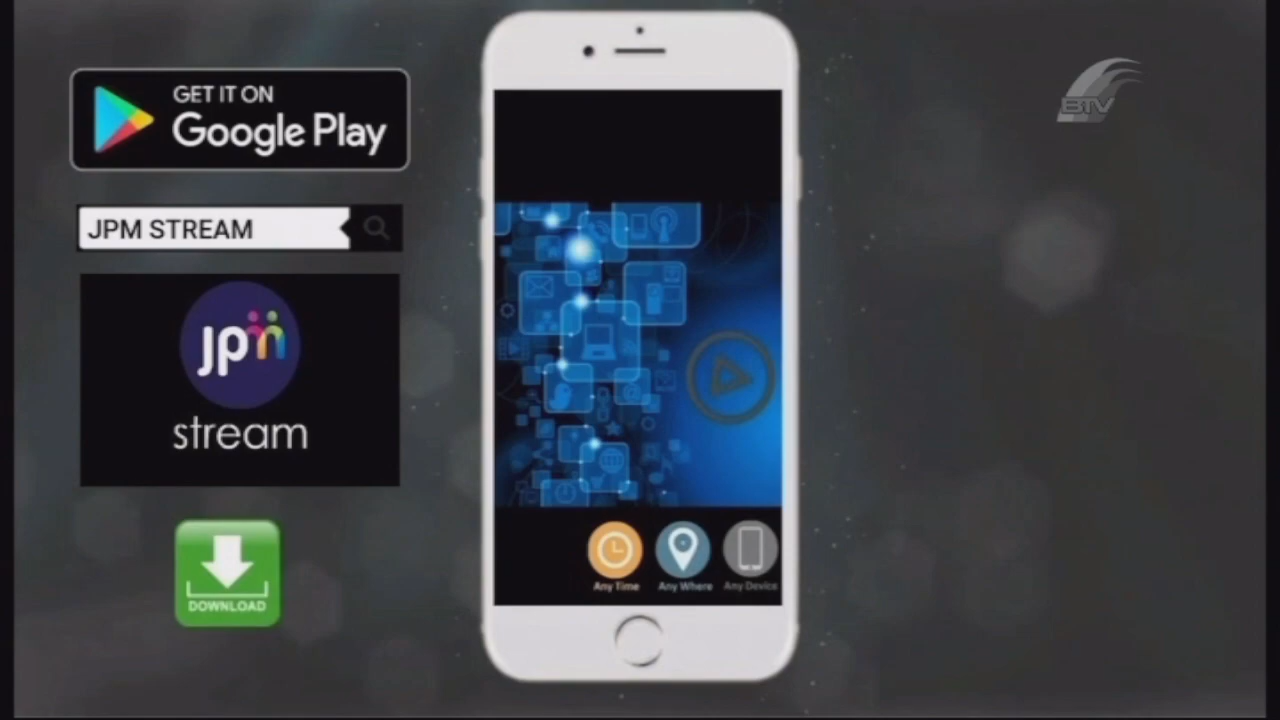 GET IT ON
Google Play
JPM STREAM
jpm
stream
DOWNLOAD
Any Time
Any Where
Any Device
BTV